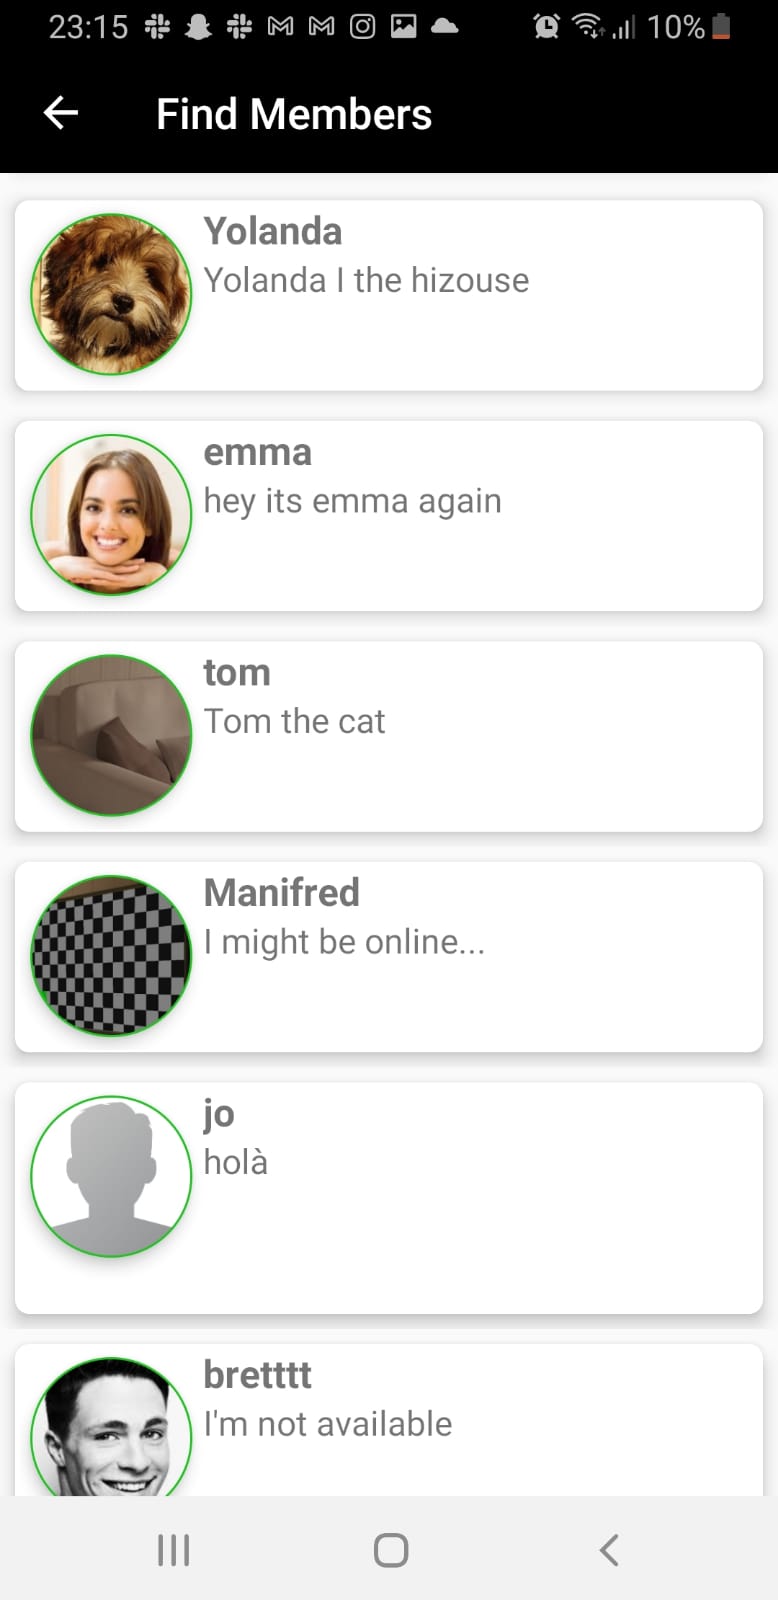 23:15 10%
Find Members
Yolanda
Yolanda I the hizouse
emma
hey its emma again
tom
Tom the cat
Manifred
I might be online...
jo
holà
bretttt
I'm not available